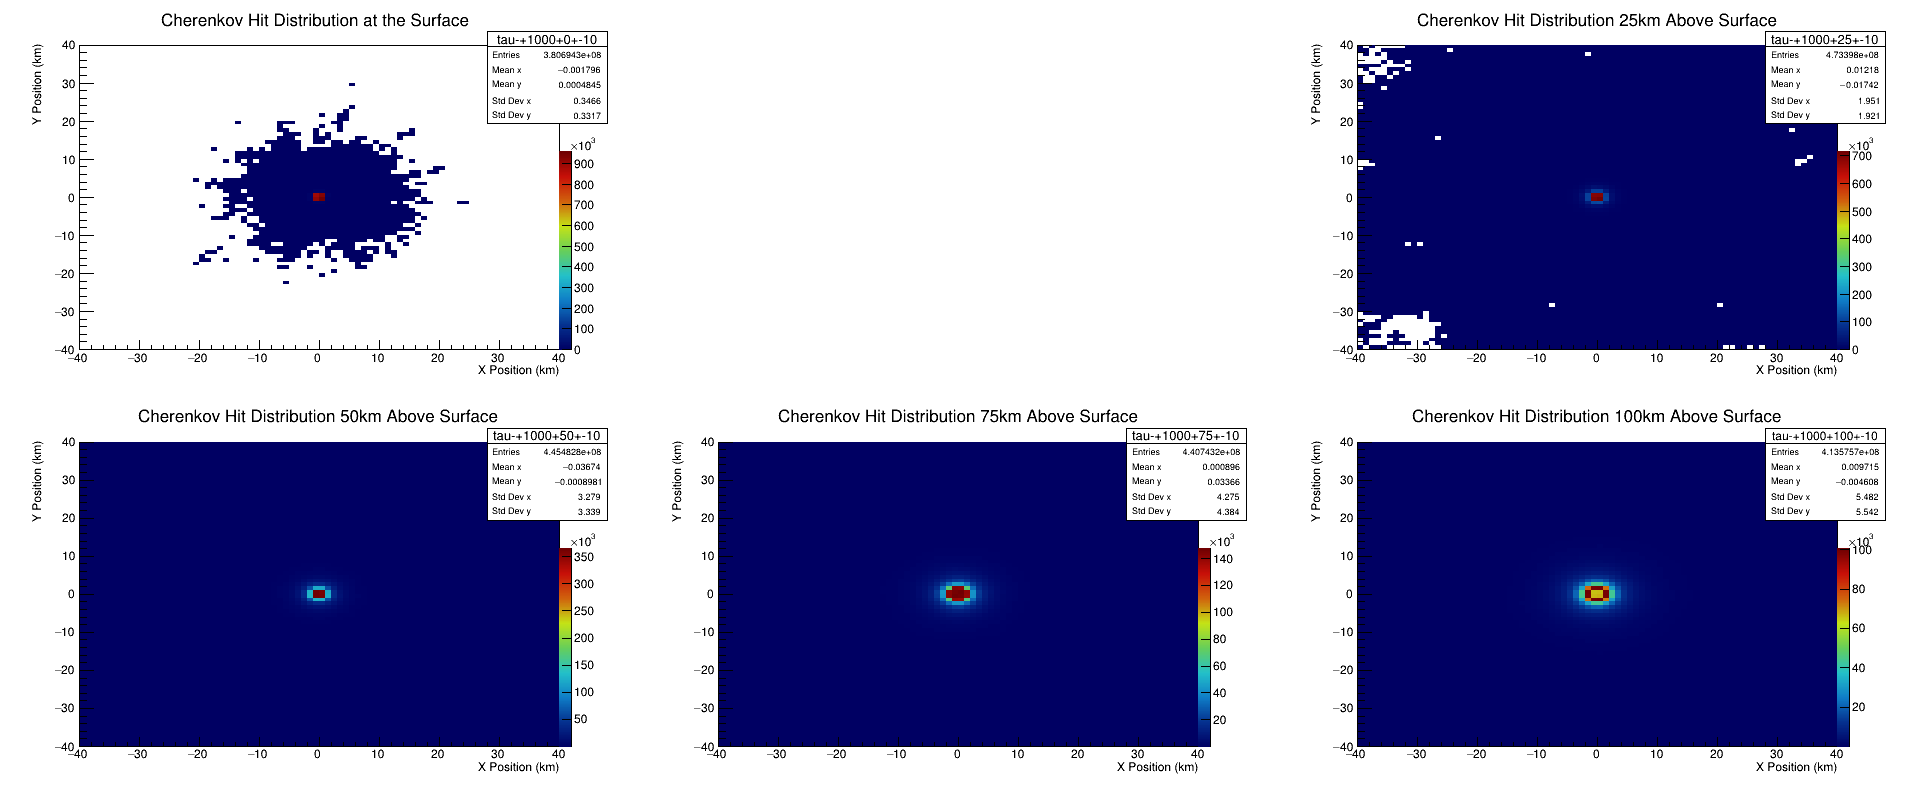 Cherenkov Hit Distribution at the Surface
tau-+1000+0+-10
Entries 3.806943e+08
Mean x −0.001796
Mean y 0.0004845
Std Dev x 0.3466
Std Dev y 0.3317
Y Position (km)
40
30
20
10
0
−10
−20
−30
−40
−40 −30 −20 −10 0 10 20 30 40
X Position (km)
×10³
900
800
700
600
500
400
300
200
100
0
Cherenkov Hit Distribution 25km Above Surface
tau-+1000+25+-10
Entries 4.73398e+08
Mean x 0.01218
Mean y −0.01742
Std Dev x 1.951
Std Dev y 1.921
Y Position (km)
40
30
20
10
0
−10
−20
−30
−40
−40 −30 −20 −10 0 10 20 30 40
X Position (km)
×10³
700
600
500
400
300
200
100
0
Cherenkov Hit Distribution 50km Above Surface
tau-+1000+50+-10
Entries 4.454828e+08
Mean x −0.03674
Mean y −0.0008981
Std Dev x 3.279
Std Dev y 3.339
Y Position (km)
40
30
20
10
0
−10
−20
−30
−40
−40 −30 −20 −10 0 10 20 30 40
X Position (km)
×10³
350
300
250
200
150
100
50
Cherenkov Hit Distribution 75km Above Surface
tau-+1000+75+-10
Entries 4.407432e+08
Mean x 0.000896
Mean y 0.03366
Std Dev x 4.275
Std Dev y 4.384
Y Position (km)
40
30
20
10
0
−10
−20
−30
−40
−40 −30 −20 −10 0 10 20 30 40
X Position (km)
×10³
140
120
100
80
60
40
20
Cherenkov Hit Distribution 100km Above Surface
tau-+1000+100+-10
Entries 4.135757e+08
Mean x 0.009715
Mean y −0.004608
Std Dev x 5.482
Std Dev y 5.542
Y Position (km)
40
30
20
10
0
−10
−20
−30
−40
−40 −30 −20 −10 0 10 20 30 40
X Position (km)
×10³
100
80
60
40
20